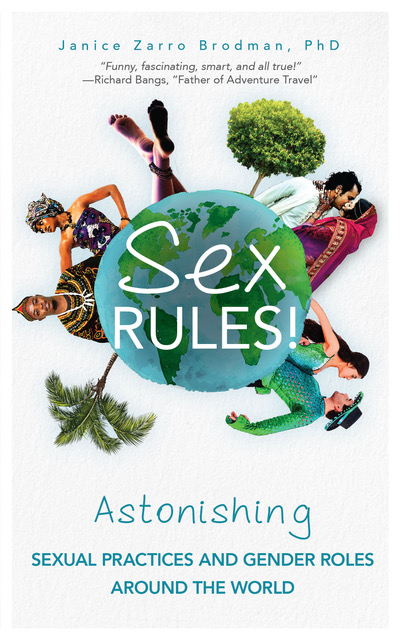 Janice Zarro Brodman, PhD
“Funny, fascinating, smart, and all true!”
—Richard Bangs, “Father of Adventure Travel”
Sex
RULES!
Astonishing
SEXUAL PRACTICES AND GENDER ROLES
AROUND THE WORLD